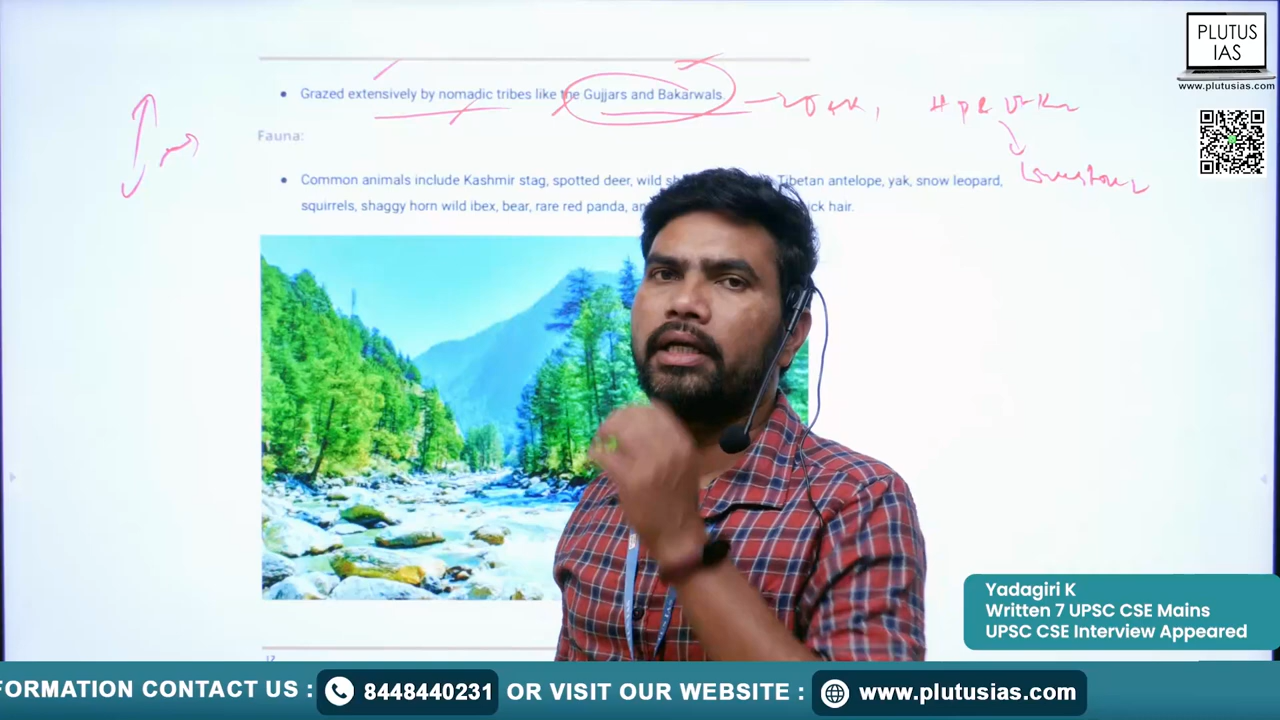 PLUTUS
IAS
www.plutusias.com
Grazed extensively by nomadic tribes like the Gujjars and Bakarwals.
Fauna:
Common animals include Kashmir stag, spotted deer, wild Tibetan antelope, yak, snow leopard,
squirrels, shaggy horn wild ibex, bear, rare red panda, hair.
Yadagiri K
Written 7 UPSC CSE Mains
UPSC CSE Interview Appeared
FORMATION CONTACT US : 8448440231 OR VISIT OUR WEBSITE : www.plutusias.com